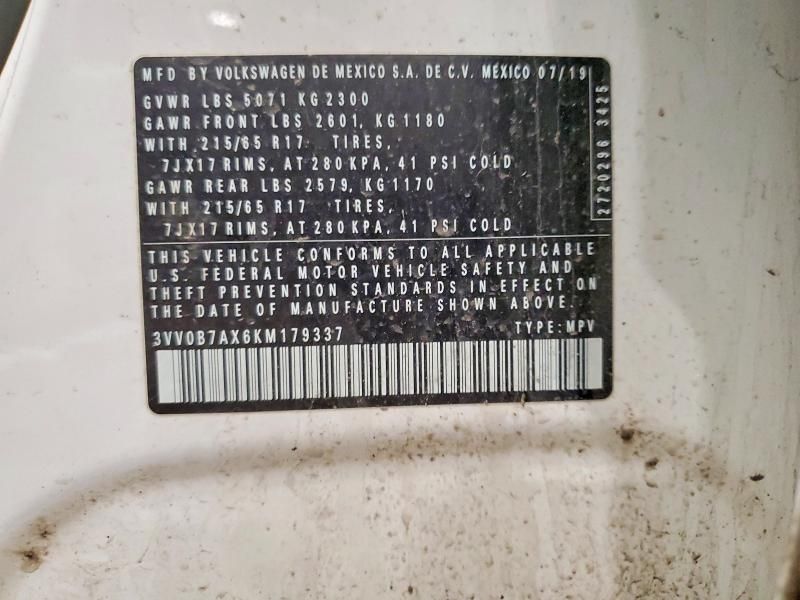 MFD BY VOLKSWAGEN DE MEXICO S.A. DE C.V. MEXICO 07/19
GVWR LBS 5071 KG 2300
GAWR FRONT LBS 2601, KG 1180
WITH 215/65 R17 TIRES,
7JX17 RIMS, AT 280 KPA, 41 PSI COLD
GAWR REAR LBS 2579, KG 1170
WITH 215/65 R17 TIRES,
7JX17 RIMS, AT 280 KPA, 41 PSI COLD
2720296 3425
THIS VEHICLE CONFORMS TO ALL APPLICABLE
U.S. FEDERAL MOTOR VEHICLE SAFETY AND
THEFT PREVENTION STANDARDS IN EFFECT ON
THE DATE OF MANUFACTURE SHOWN ABOVE.
3VV0B7AX6KM179337 TYPE: MPV